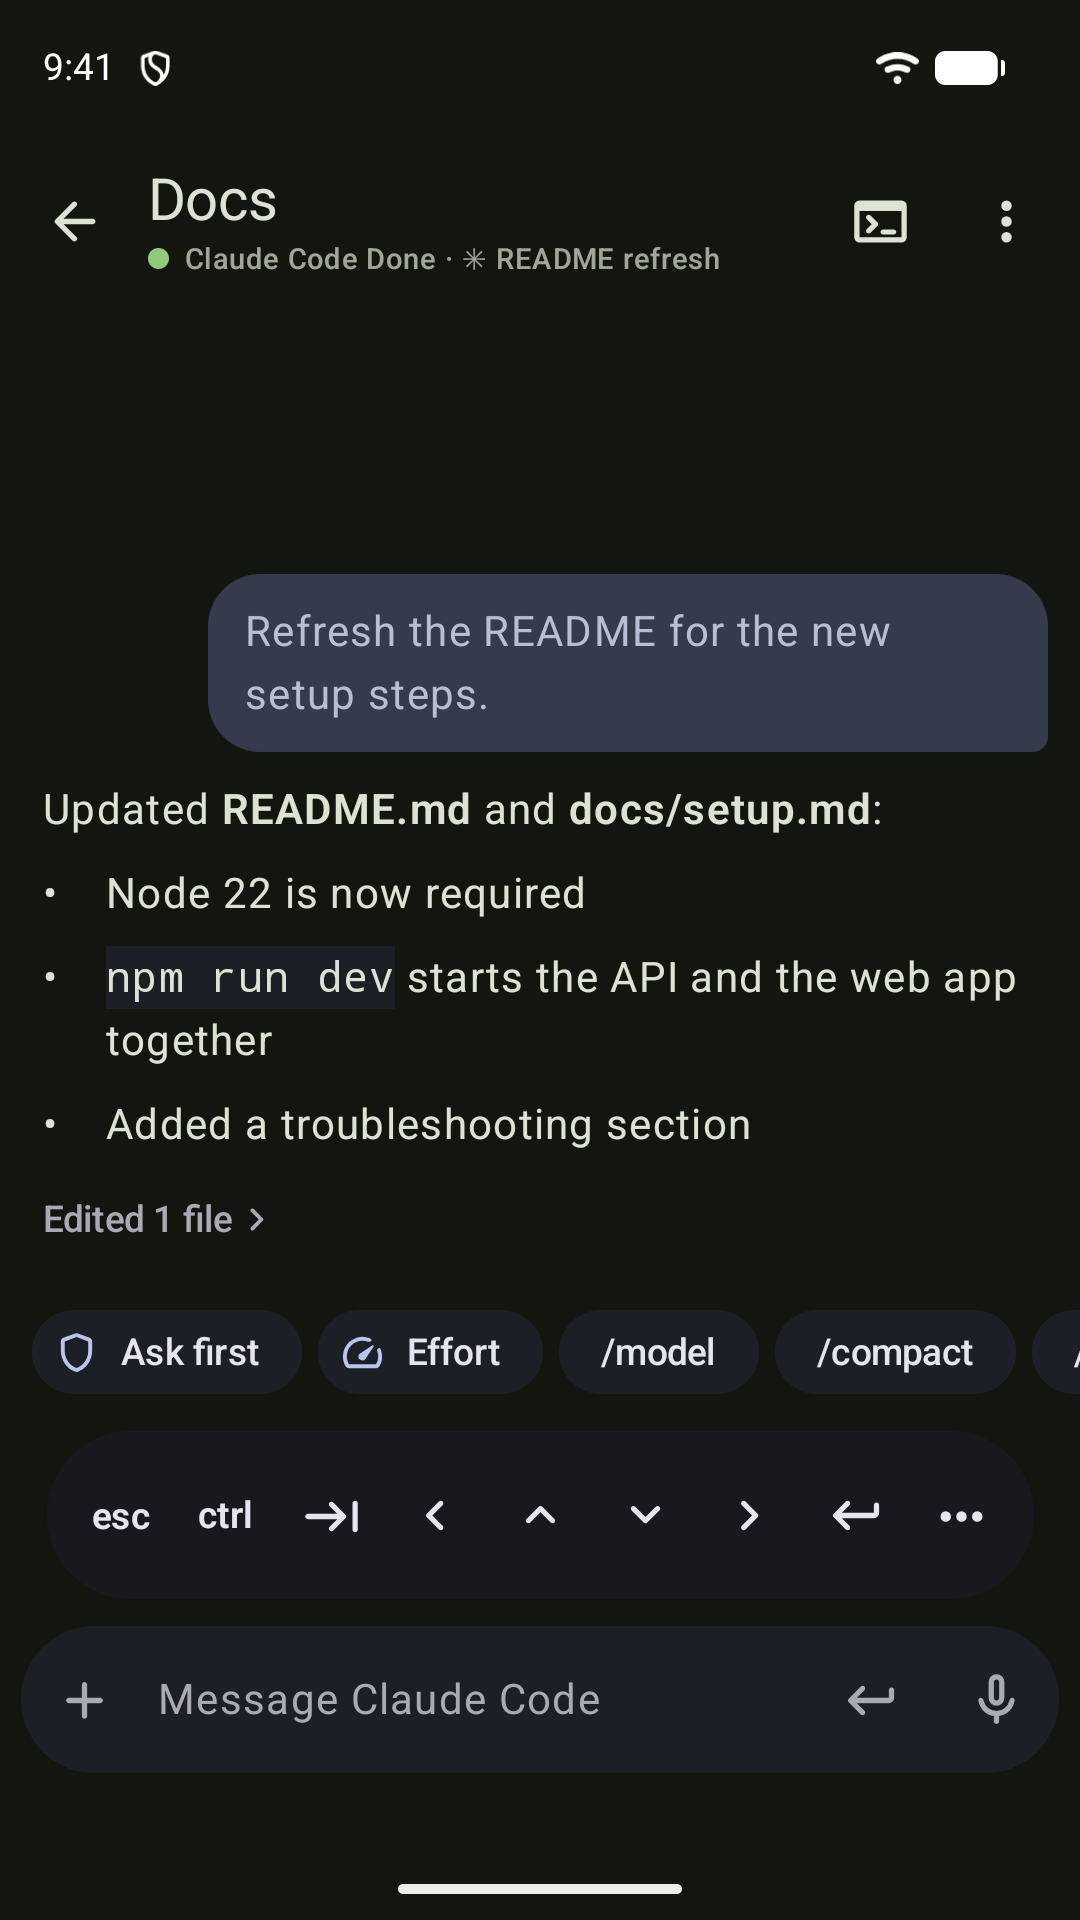 9:41
Docs
Claude Code Done · ✳ README refresh
Refresh the README for the new
setup steps.
Updated README.md and docs/setup.md:
• Node 22 is now required
• npm run dev starts the API and the web app
together
• Added a troubleshooting section
Edited 1 file
Ask first
Effort
/model
/compact
/
esc
ctrl
Message Claude Code